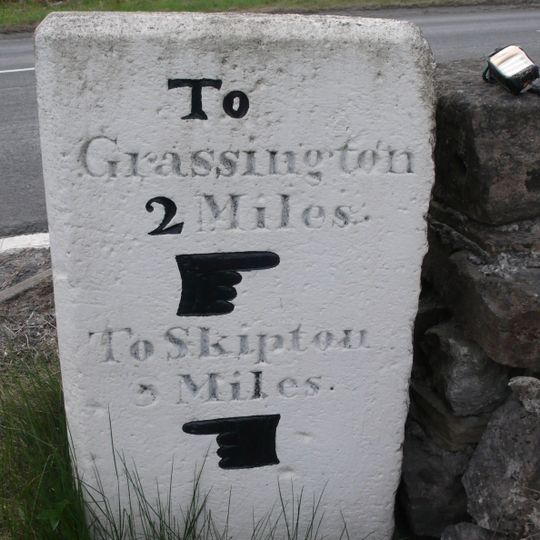 To
Grassington
2 Miles.
To Skipton
Miles.